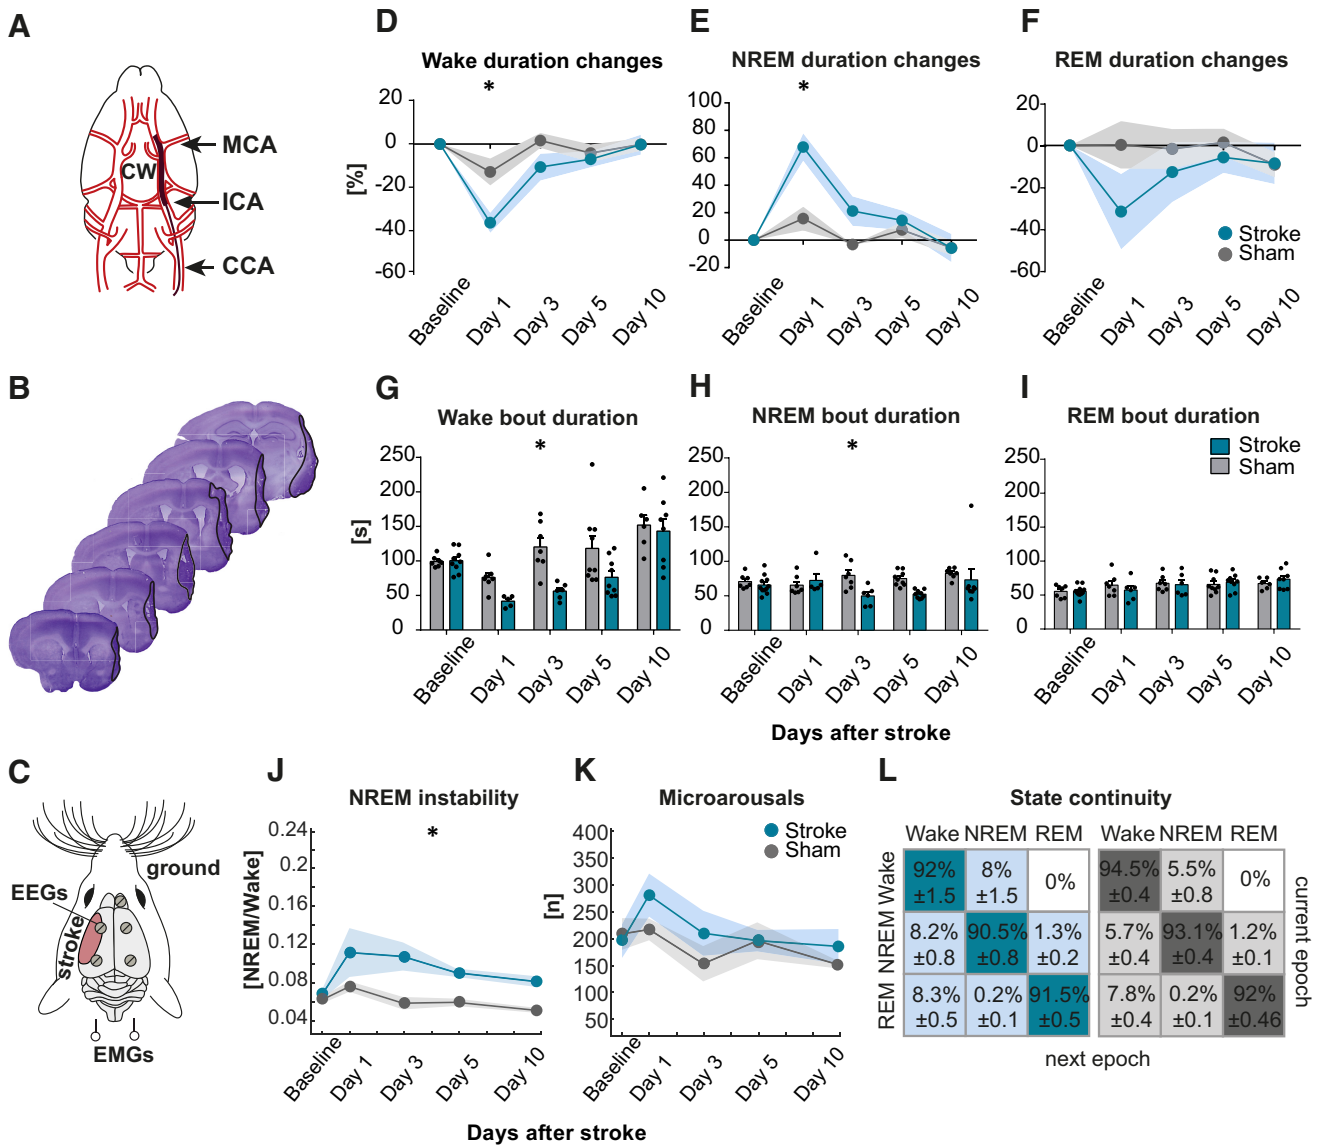 A
MCA
CW
ICA
CCA
B
C
ground
EEGs
stroke
EMGs
D
Wake duration changes
*
[%]
20
0
-20
-40
-60
Baseline
Day 1
Day 3
Day 5
Day 10
E
NREM duration changes
*
100
80
60
40
20
0
-20
Baseline
Day 1
Day 3
Day 5
Day 10
F
REM duration changes
20
0
-20
-40
-60
Stroke
Sham
Baseline
Day 1
Day 3
Day 5
Day 10
G
Wake bout duration
*
[s]
250
200
150
100
50
0
Baseline
Day 1
Day 3
Day 5
Day 10
H
NREM bout duration
*
250
200
150
100
50
0
Baseline
Day 1
Day 3
Day 5
Day 10
I
REM bout duration
Stroke
Sham
250
200
150
100
50
0
Baseline
Day 1
Day 3
Day 5
Day 10
Days after stroke
J
NREM instability
*
[NREM/Wake]
0.24
0.2
0.16
0.12
0.08
0.04
Baseline
Day 1
Day 3
Day 5
Day 10
K
Microarousals
Stroke
Sham
[n]
400
350
300
250
200
150
100
50
Baseline
Day 1
Day 3
Day 5
Day 10
Days after stroke
L
State continuity
Wake NREM REM
Wake NREM REM
Wake
92% ±1.5
8% ±1.5
0%
94.5% ±0.4
5.5% ±0.8
0%
NREM
8.2% ±0.8
90.5% ±0.8
1.3% ±0.2
5.7% ±0.4
93.1% ±0.4
1.2% ±0.1
REM
8.3% ±0.5
0.2% ±0.1
91.5% ±0.5
7.8% ±0.4
0.2% ±0.1
92% ±0.46
current epoch
next epoch